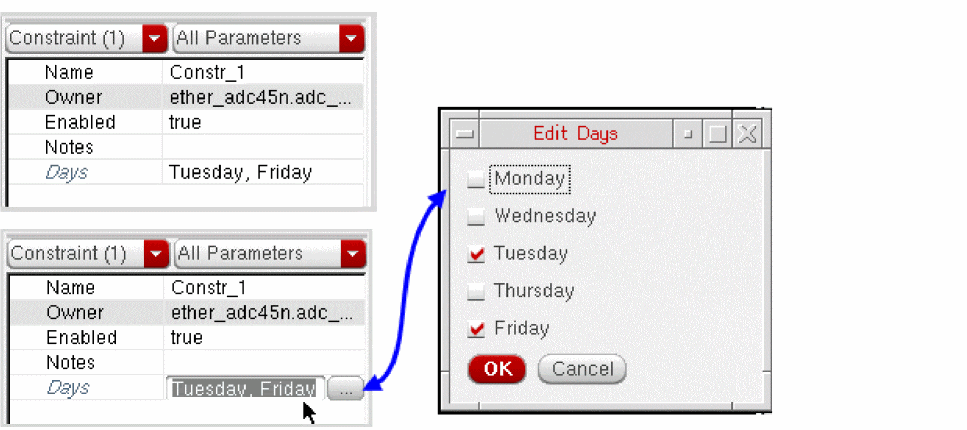 Constraint (1) All Parameters
Name Constr_1
Owner ether_adc45n.adc_...
Enabled true
Notes
Days Tuesday, Friday
Constraint (1) All Parameters
Name Constr_1
Owner ether_adc45n.adc_...
Enabled true
Notes
Days Tuesday, Friday ...
Edit Days
Monday
Wednesday
Tuesday
Thursday
Friday
OK Cancel